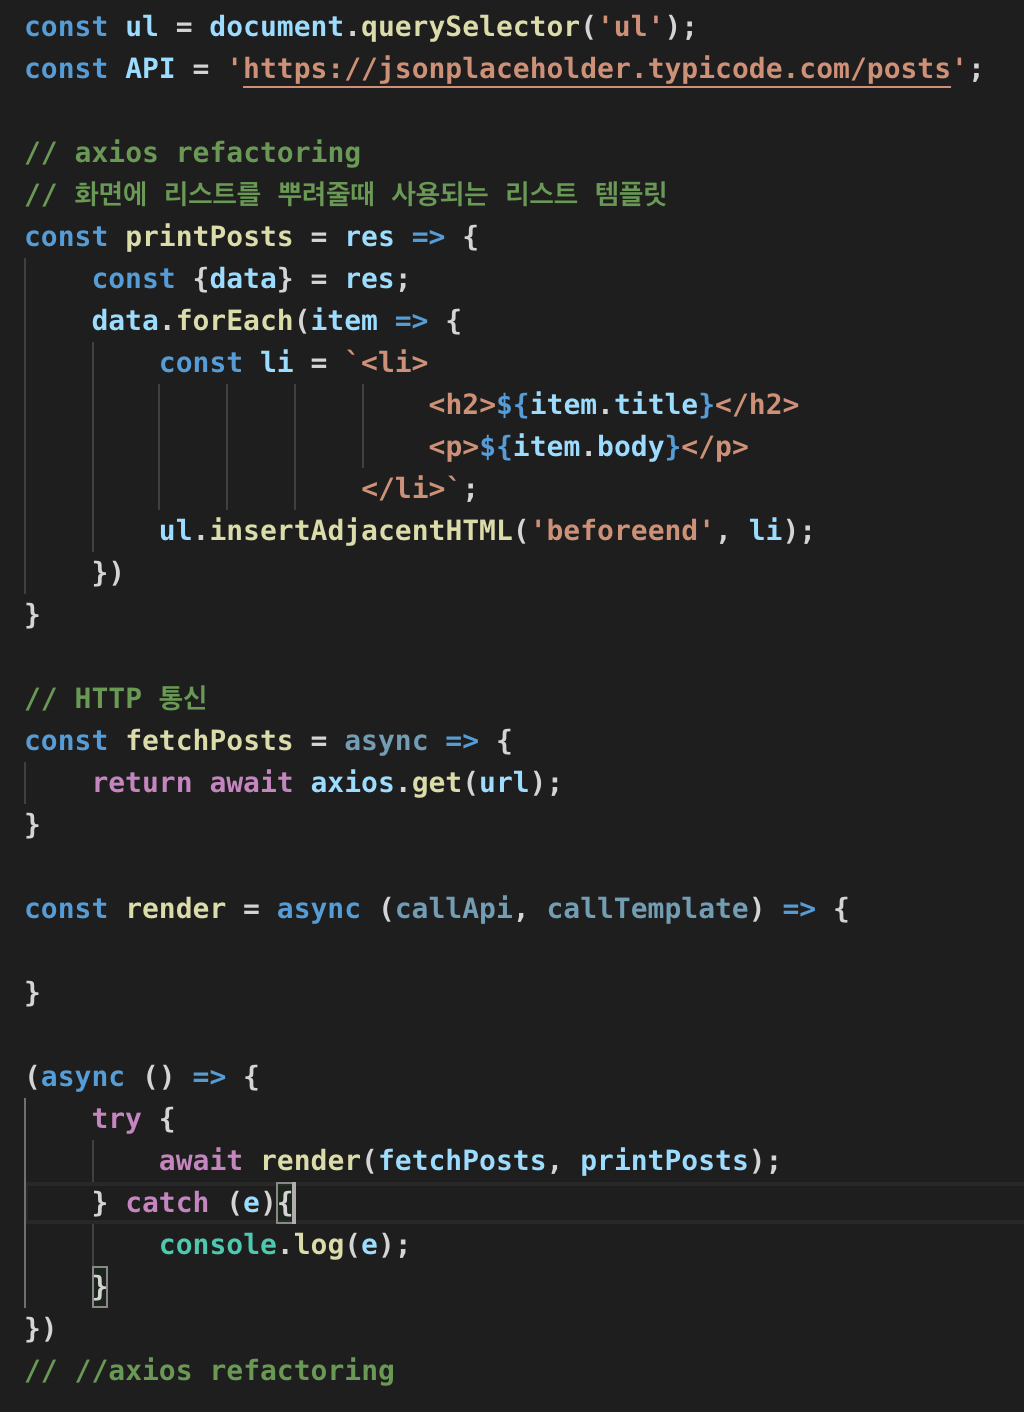 const ul = document.querySelector('ul');
const API = 'https://jsonplaceholder.typicode.com/posts';
// axios refactoring
// 화면에 리스트를 뿌려줄때 사용되는 리스트 템플릿
const printPosts = res => {
    const {data} = res;
    data.forEach(item => {
        const li = `<li>
                        <h2>${item.title}</h2>
                        <p>${item.body}</p>
                    </li>`;
        ul.insertAdjacentHTML('beforeend', li);
    })
}
// HTTP 통신
const fetchPosts = async => {
    return await axios.get(url);
}
const render = async (callApi, callTemplate) => {
}
(async () => {
    try {
        await render(fetchPosts, printPosts);
    } catch (e){
        console.log(e);
    }
})
// //axios refactoring